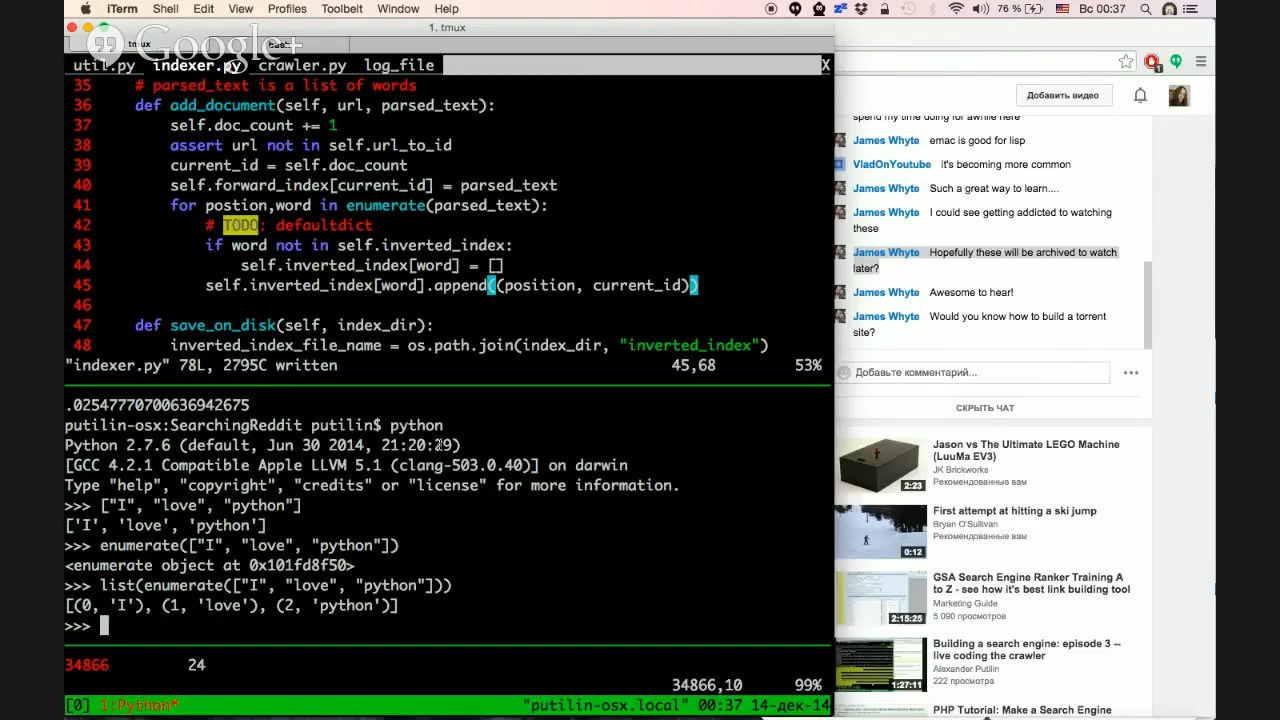 iTerm Shell Edit View Profiles Toolbelt Window Help 76 % Вс 00:37
1. tmux
tmux
Google+
util.py indexer.py crawler.py log_file X
35 # parsed_text is a list of words
36 def add_document(self, url, parsed_text):
37 self.doc_count += 1
38 assert url not in self.url_to_id
39 current_id = self.doc_count
40 self.forward_index[current_id] = parsed_text
41 for postion,word in enumerate(parsed_text):
42 # TODO: defaultdict
43 if word not in self.inverted_index:
44 self.inverted_index[word] = []
45 self.inverted_index[word].append((position, current_id))
46
47 def save_on_disk(self, index_dir):
48 inverted_index_file_name = os.path.join(index_dir, "inverted_index")
"indexer.py" 78L, 2795C written 45,68 53%
.02547770700636942675
putilin-osx:SearchingReddit putilin$ python
Python 2.7.6 (default, Jun 30 2014, 21:20:29)
[GCC 4.2.1 Compatible Apple LLVM 5.1 (clang-503.0.40)] on darwin
Type "help", "copyright", "credits" or "license" for more information.
>>> ["I", "love", "python"]
['I', 'love', 'python']
>>> enumerate(["I", "love", "python"])
<enumerate object at 0x101fd8f50>
>>> list(enumerate(["I", "love", "python"]))
[(0, 'I'), (1, 'love'), (2, 'python')]
>>>
34866 24
34866,10 99%
[0] 1:Python* "putilin-osx.local" 00:37 14-дек-14
1
Добавить видео
spend my time doing for awhile here
James Whyte emac is good for lisp
VladOnYoutube it's becoming more common
James Whyte Such a great way to learn....
James Whyte I could see getting addicted to watching
these
James Whyte Hopefully these will be archived to watch
later?
James Whyte Awesome to hear!
James Whyte Would you know how to build a torrent
site?
Добавьте комментарий...
СКРЫТЬ ЧАТ
Jason vs The Ultimate LEGO Machine
(LuuMa EV3)
JK Brickworks
Рекомендованные вам
2:23
First attempt at hitting a ski jump
Bryan O'Sullivan
Рекомендованные вам
0:12
GSA Search Engine Ranker Training A
to Z - see how it's best link building tool
Marketing Guide
5 090 просмотров
2:15:25
Building a search engine: episode 3 --
live coding the crawler
Alexander Putilin
222 просмотра
1:27:11
PHP Tutorial: Make a Search Engine